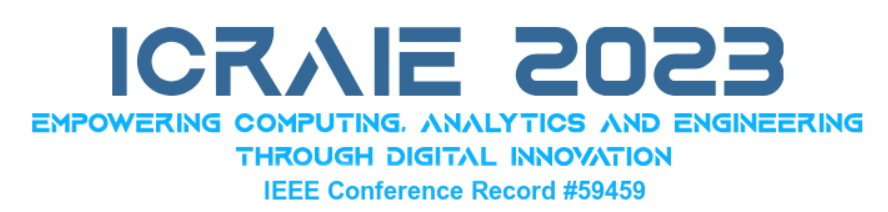 ICRAIE 2023
EMPOWERING COMPUTING, ANALYTICS AND ENGINEERING
THROUGH DIGITAL INNOVATION
IEEE Conference Record #59459